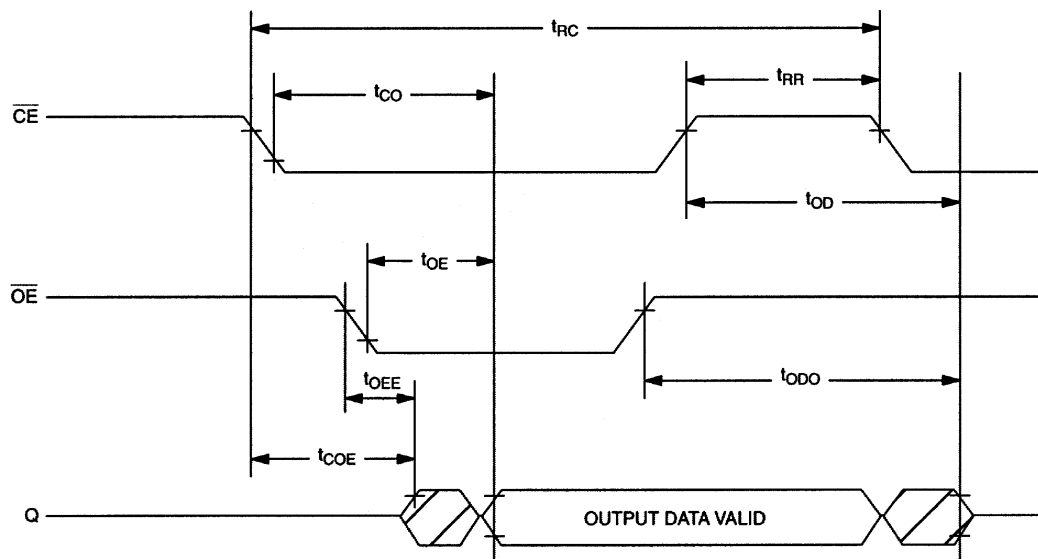 tRC
tRR
tCO
CE
tOD
tOE
OE
tOEE
tODO
tCOE
Q
OUTPUT DATA VALID